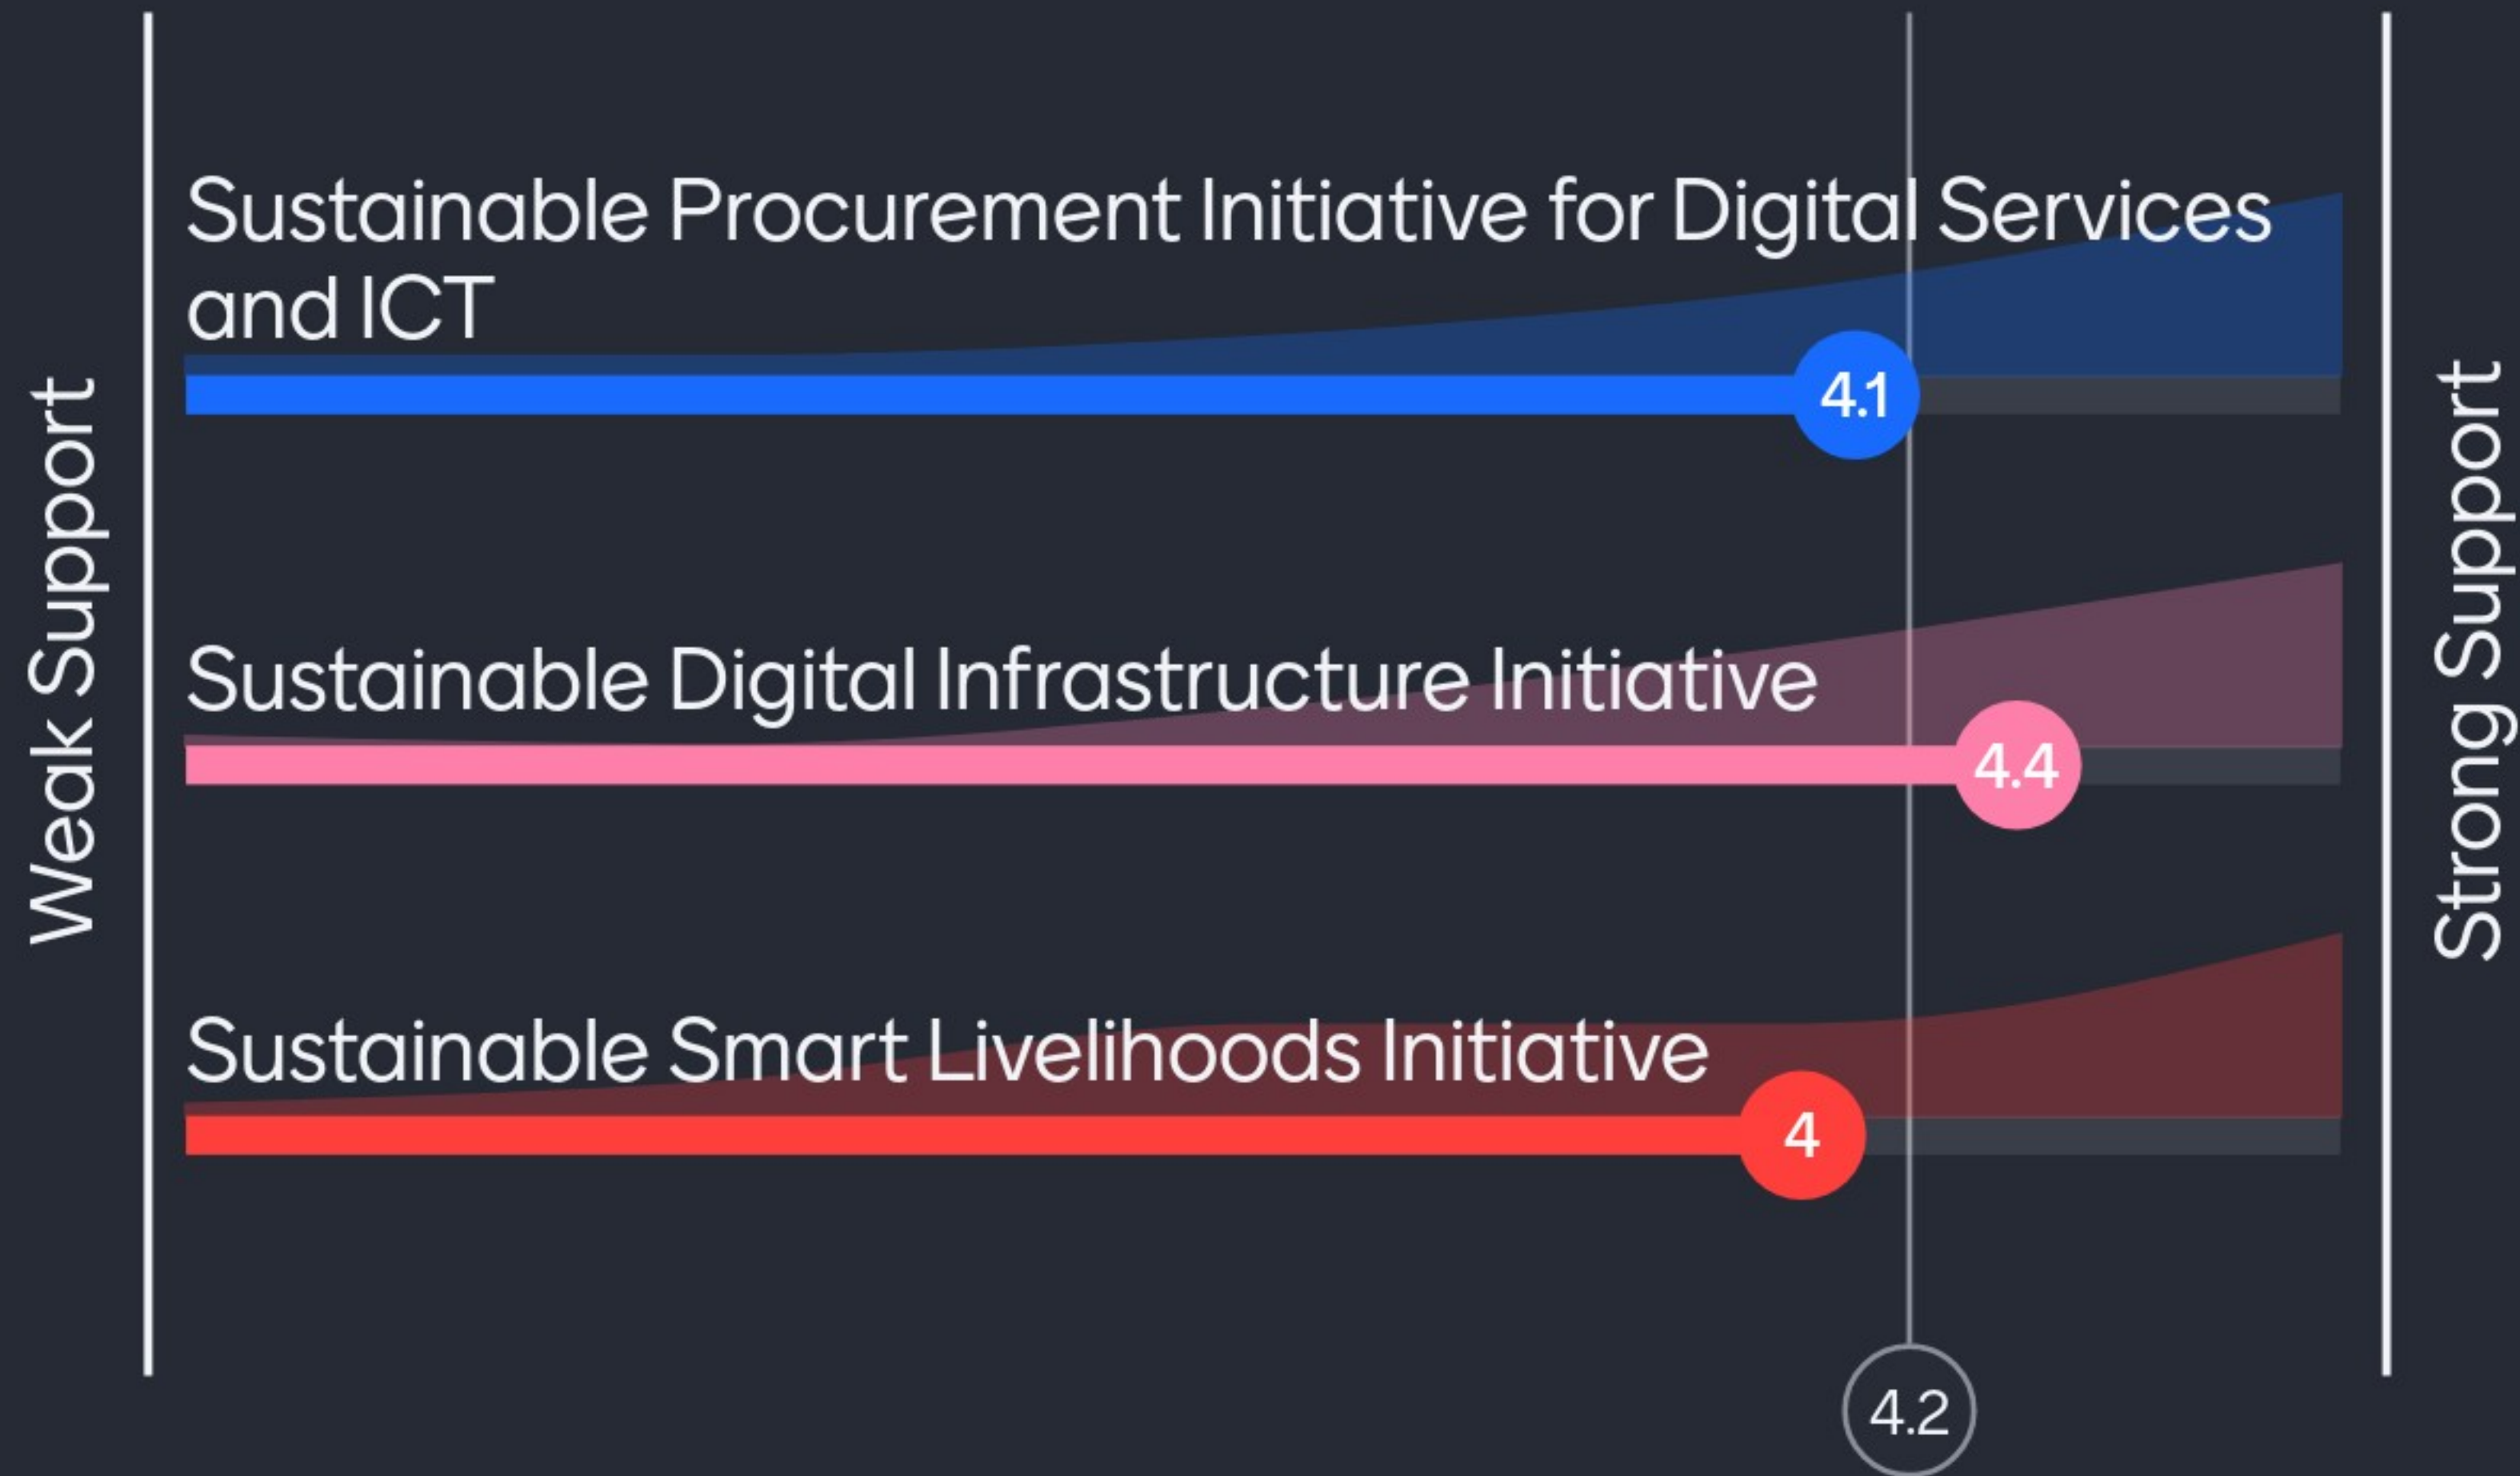 Weak Support
Sustainable Procurement Initiative for Digital Services
and ICT
4.1
Sustainable Digital Infrastructure Initiative
4.4
Sustainable Smart Livelihoods Initiative
4
4.2
Strong Support